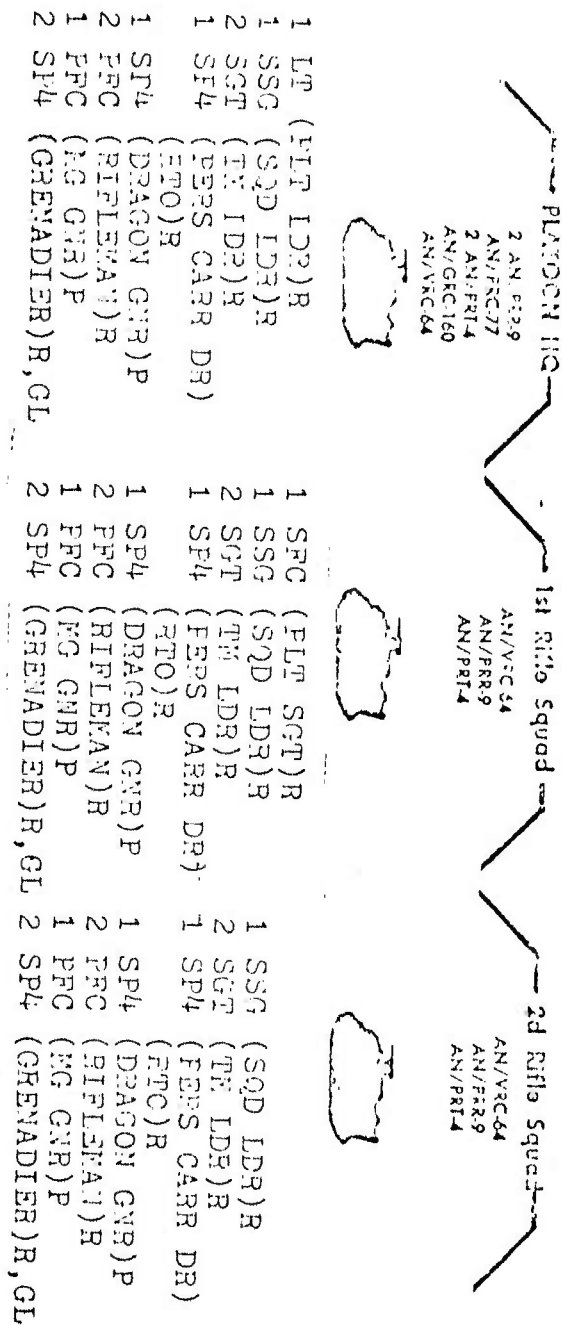 PLATOON HQ
2 AN/PRR-9
AN/PRC-77
2 AN/PRT-4
AN/GRC-160
AN/VRC-64
1 LT (PLT LDR)R
1 SSG (SQD LDR)R
2 SGT (TM LDR)R
1 SP4 (PERS CARR DR)
(RTO)R
1 SP4 (DRAGON GNR)P
2 PFC (RIFLEMAN)R
1 PFC (MG GNR)P
2 SP4 (GRENADIER)R,GL
1st Rifle Squad
AN/VRC-64
AN/PRR-9
AN/PRT-4
1 SFC (PLT SGT)R
1 SSG (SQD LDR)R
2 SGT (TM LDR)R
1 SP4 (PERS CARR DR)
(RTO)R
1 SP4 (DRAGON GNR)P
2 PFC (RIFLEMAN)R
1 PFC (MG GNR)P
2 SP4 (GRENADIER)R,GL
2d Rifle Squad
AN/VRC-64
AN/PRR-9
AN/PRT-4
1 SSG (SQD LDR)R
2 SGT (TM LDR)R
1 SP4 (PERS CARR DR)
(RTO)R
1 SP4 (DRAGON GNR)P
2 PFC (RIFLEMAN)R
1 PFC (MG GNR)P
2 SP4 (GRENADIER)R,GL